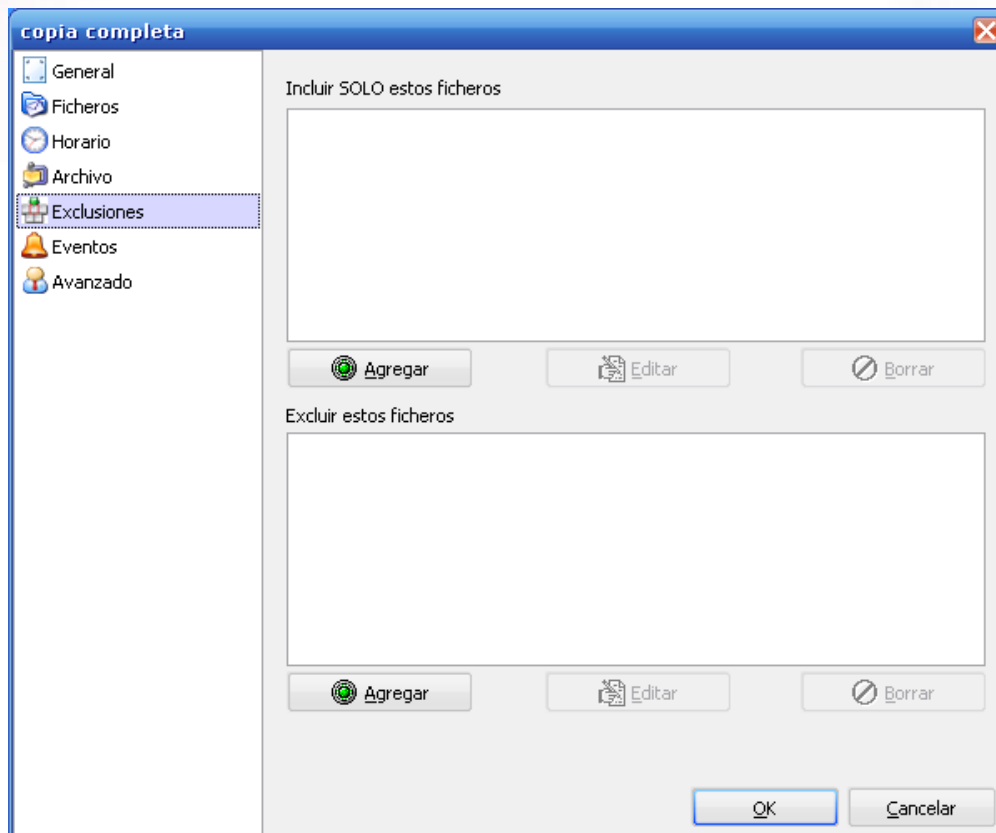 copia completa
General
Ficheros
Horario
Archivo
Exclusiones
Eventos
Avanzado
Incluir SOLO estos ficheros
Agregar
Editar
Borrar
Excluir estos ficheros
Agregar
Editar
Borrar
OK
Cancelar